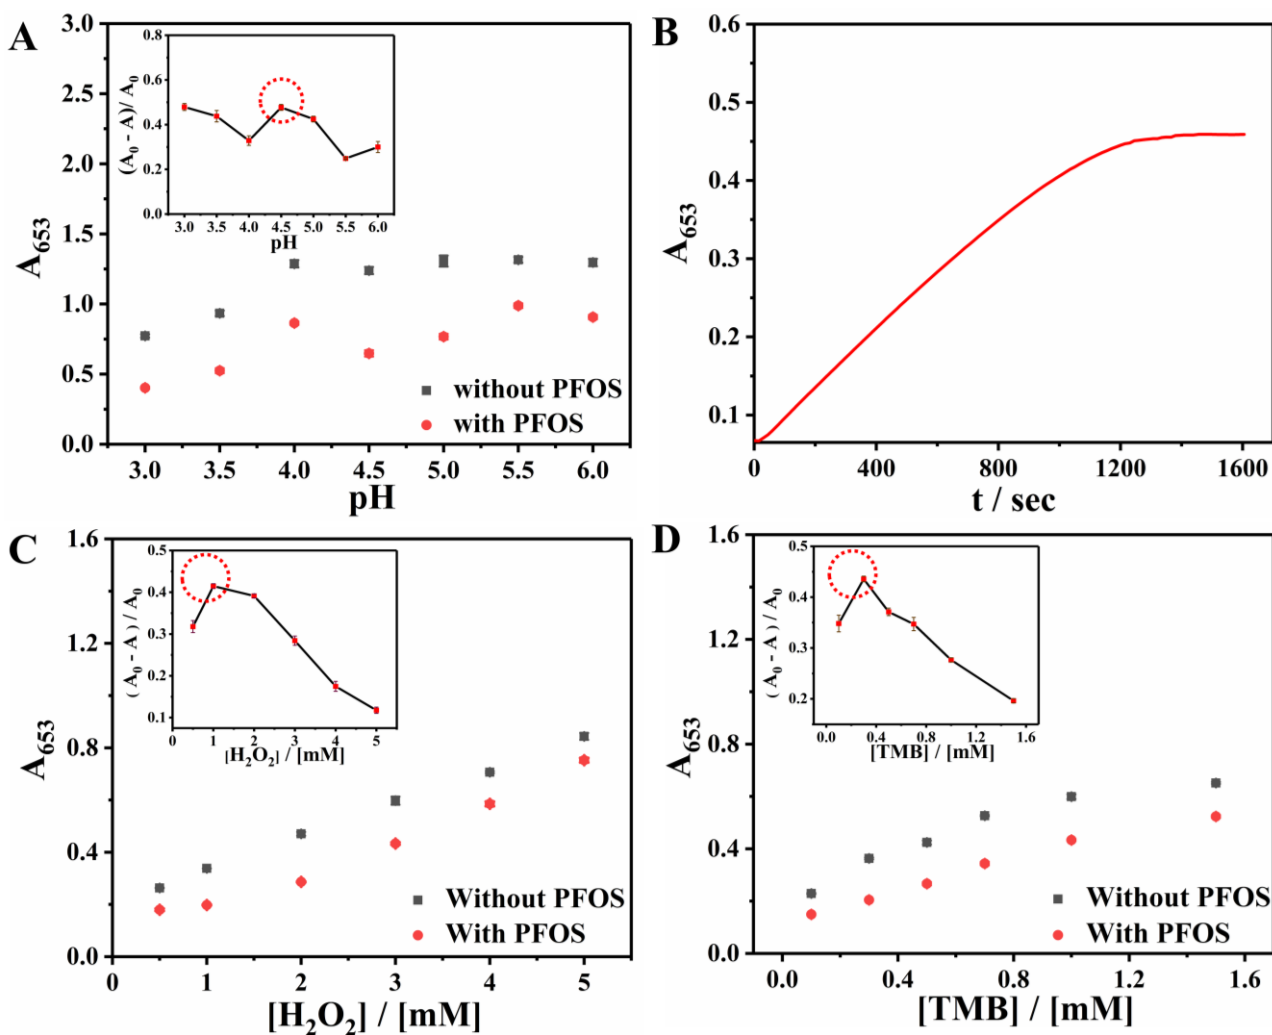 A
3.0
2.5
2.0
1.5
1.0
0.5
0.0
A653
0.8
0.6
0.4
0.2
0.0
(A0 - A)/ A0
3.0 3.5 4.0 4.5 5.0 5.5 6.0
pH
without PFOS
with PFOS
3.0 3.5 4.0 4.5 5.0 5.5 6.0
pH
B
0.6
0.5
0.4
0.3
0.2
0.1
A653
0 400 800 1200 1600
t / sec
C
1.6
1.2
0.8
0.4
0.0
A653
0.5
0.4
0.3
0.2
0.1
( A0 - A ) / A0
0 1 2 3 4 5
[H2O2] / [mM]
Without PFOS
With PFOS
1 2 3 4 5
[H2O2] / [mM]
D
1.6
1.2
0.8
0.4
0.0
A653
0.5
0.4
0.3
0.2
( A0 - A ) / A0
0.0 0.4 0.8 1.2 1.6
[TMB] / [mM]
Without PFOS
With PFOS
0.0 0.4 0.8 1.2 1.6
[TMB] / [mM]